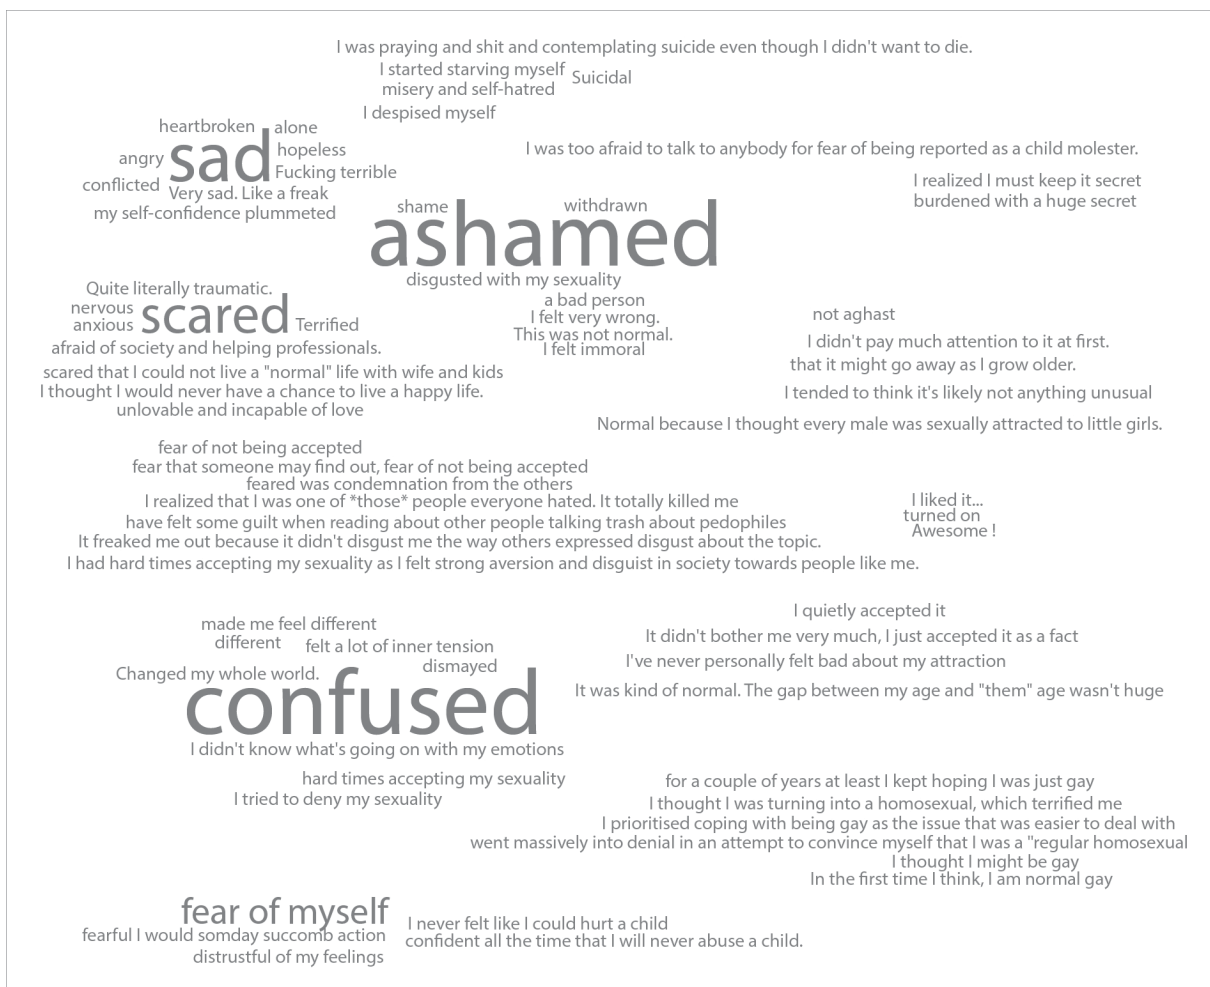 I was praying and shit and contemplating suicide even though I didn't want to die.
I started starving myself
Suicidal
misery and self-hatred
I despised myself
heartbroken
alone
sad
hopeless
angry
Fucking terrible
conflicted
Very sad. Like a freak
my self-confidence plummeted
I was too afraid to talk to anybody for fear of being reported as a child molester.
I realized I must keep it secret
burdened with a huge secret
shame
withdrawn
ashamed
disgusted with my sexuality
a bad person
I felt very wrong.
This was not normal.
I felt immoral
Quite literally traumatic.
nervous
anxious
scared
Terrified
afraid of society and helping professionals.
scared that I could not live a "normal" life with wife and kids
I thought I would never have a chance to live a happy life.
unlovable and incapable of love
not aghast
I didn't pay much attention to it at first.
that it might go away as I grow older.
I tended to think it's likely not anything unusual
Normal because I thought every male was sexually attracted to little girls.
fear of not being accepted
fear that someone may find out, fear of not being accepted
feared was condemnation from the others
I realized that I was one of *those* people everyone hated. It totally killed me
have felt some guilt when reading about other people talking trash about pedophiles
It freaked me out because it didn't disgust me the way others expressed disgust about the topic.
I had hard times accepting my sexuality as I felt strong aversion and disguist in society towards people like me.
I liked it...
turned on
Awesome !
made me feel different
different
felt a lot of inner tension
dismayed
Changed my whole world.
confused
I didn't know what's going on with my emotions
hard times accepting my sexuality
I tried to deny my sexuality
I quietly accepted it
It didn't bother me very much, I just accepted it as a fact
I've never personally felt bad about my attraction
It was kind of normal. The gap between my age and "them" age wasn't huge
for a couple of years at least I kept hoping I was just gay
I thought I was turning into a homosexual, which terrified me
I prioritised coping with being gay as the issue that was easier to deal with
went massively into denial in an attempt to convince myself that I was a "regular homosexual
I thought I might be gay
In the first time I think, I am normal gay
fear of myself
fearful I would somday succomb action
distrustful of my feelings
I never felt like I could hurt a child
confident all the time that I will never abuse a child.